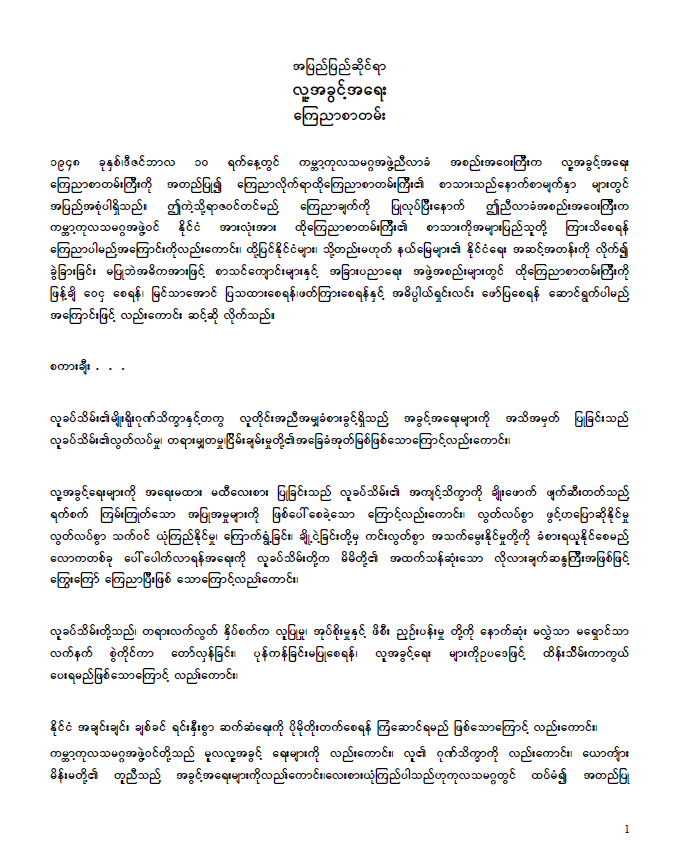 အပြည်ပြည်ဆိုင်ရာ
လူ့အခွင့်အရေး
ကြေညာစာတမ်း
၁၉၄၈ ခုနှစ်၊ဒီဇင်ဘာလ ၁၀ ရက်နေ့တွင် ကမ္ဘာ့ကုလသမဂ္ဂအဖွဲ့ညီလာခံ အစည်းအဝေးကြီးက လူ့အခွင့်အရေး
ကြေညာစာတမ်းကြီးကို အတည်ပြု၍ ကြေညာလိုက်ရာထိုကြေညာစာတမ်းကြီး၏ စာသားသည်နောက်စာမျက်နှာ များတွင်
အပြည့်အစုံပါရှိသည်။ ဤကဲ့သို့ရာဇဝင်တင်မည့် ကြေညာချက်ကို ပြုလုပ်ပြီးနောက် ဤညီလာခံအစည်းအဝေးကြီးက
ကမ္ဘာ့ကုလသမဂ္ဂအဖွဲ့ဝင် နိုင်ငံ အားလုံးအား ထိုကြေညာစာတမ်းကြီး၏ စာသားကိုအများပြည်သူတို့ ကြားသိစေရန်
ကြေညာပါမည့်အကြောင်းကိုလည်းကောင်း၊ ထို့ပြင်နိုင်ငံများ၊ သို့တည်းမဟုတ် နယ်မြေများ၏ နိုင်ငံရေး အဆင့်အတန်းကို လိုက်၍
ခွဲခြားခြင်း မပြုဘဲအဓိကအားဖြင့် စာသင်ကျောင်းများနှင့် အခြားပညာရေး အဖွဲ့အစည်းများတွင် ထိုကြေညာစာတမ်းကြီးကို
ဖြန့်ချိ ဝေငှ စေရန်၊ မြင်သာအောင် ပြသထားစေရန်၊ဖတ်ကြားစေရန်နှင့် အဓိပ္ပါယ်ရှင်းလင်း ဖော်ပြစေရန် ဆောင်ရွက်ပါမည့်
အကြောင်းဖြင့် လည်းကောင်း ဆင့်ဆို လိုက်သည်။
စကားချီး . . .
လူခပ်သိမ်း၏မျိုးရိုးဂုဏ်သိက္ခာနှင့်တကွ လူတိုင်းအညီအမျှခံစားခွင့်ရှိသည့် အခွင့်အရေးများကို အသိအမှတ် ပြုခြင်းသည်
လူခပ်သိမ်း၏လွတ်လပ်မှု၊ တရားမျှတမှု၊ငြိမ်းချမ်းမှုတို့၏အခြေခံအုတ်မြစ်ဖြစ်သောကြောင့်လည်းကောင်း၊
လူ့အခွင့်ရေးများကို အရေးမထား မထီလေးစား ပြုခြင်းသည် လူခပ်သိမ်း၏ အကျင့်သိက္ခာကို ချိုးဖောက် ဖျက်ဆီးတတ်သည့်
ရက်စက် ကြမ်းကြုတ်သော အပြုအမှုများကို ဖြစ်ပေါ်စေခဲ့သော ကြောင့်လည်းကောင်း၊ လွတ်လပ်စွာ ဖွင့်ဟပြောဆိုနိုင်မှု
လွတ်လပ်စွာ သက်ဝင် ယုံကြည်နိုင်မှု၊ ကြောက်ရွံ့ခြင်း၊ ချို့ငဲ့ခြင်းတို့မှ ကင်းလွတ်စွာ အသက်မွေးနိုင်မှုတို့ကို ခံစားရယူနိုင်စေမည့်
လောကတစ်ခု ပေါ်ပေါက်လာရန်အရေးကို လူခပ်သိမ်းတို့က မိမိတို့၏ အထက်သန်ဆုံးသော လိုလားချက်ဆန္ဒကြီးအဖြစ်ဖြင့်
ကြွေးကြော် ကြေညာပြီးဖြစ် သောကြောင့်လည်းကောင်း၊
လူခပ်သိမ်းတို့သည်၊ တရားလက်လွတ် နှိပ်စက်က လူပြုမှု၊ အုပ်စိုးမှုနှင့် ဖိစီး ညှဉ်းပန်းမှု တို့ကို နောက်ဆုံး မလွှဲသာ မရှောင်သာ
လက်နက် စွဲကိုင်ကာ တော်လှန်ခြင်း၊ ပုန်ကန်ခြင်းမပြုစေရန်၊ လူ့အခွင့်အရေး များကိုဥပဒေဖြင့် ထိန်းသိမ်းကာကွယ်
ပေးရမည်ဖြစ်သောကြောင့် လည်းကောင်း၊
နိုင်ငံ အချင်းချင်း ချစ်ခင် ရင်းနှီးစွာ ဆက်ဆံရေးကို ပိုမိုတိုးတက်စေရန် ကြံဆောင်ရမည် ဖြစ်သောကြောင့် လည်းကောင်း၊
ကမ္ဘာ့ကုလသမဂ္ဂအဖွဲ့ဝင်တို့သည် မူလလူ့အခွင့် ရေးများကို လည်းကောင်း၊ လူ၏ ဂုဏ်သိက္ခာကို လည်းကောင်း၊ ယောကျ်ား
မိန်းမတို့၏ တူညီသည့် အခွင့်အရေးများကိုလည်းကောင်း၊လေးစားယုံကြည်ပါသည်ဟုကုလသမဂ္ဂတွင် ထပ်မံ၍ အတည်ပြု
1